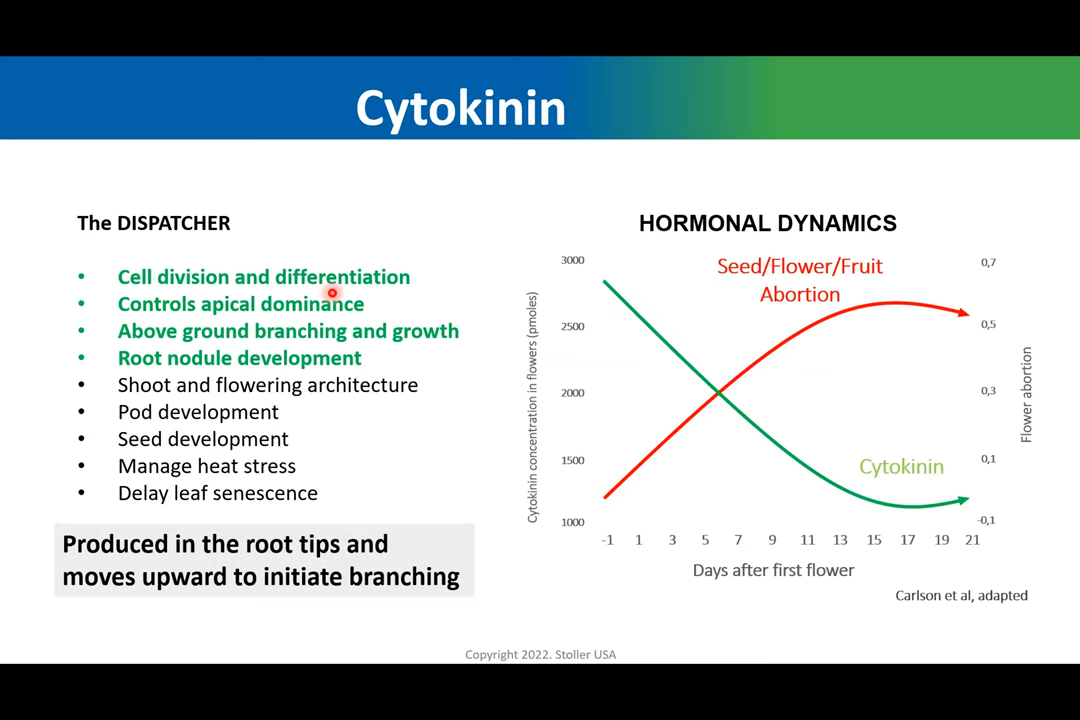 Cytokinin
The DISPATCHER
• Cell division and differentiation
• Controls apical dominance
• Above ground branching and growth
• Root nodule development
• Shoot and flowering architecture
• Pod development
• Seed development
• Manage heat stress
• Delay leaf senescence
Produced in the root tips and
moves upward to initiate branching
HORMONAL DYNAMICS
Seed/Flower/Fruit
Abortion
Cytokinin
Cytokinin concentration in flowers (pmoles)
3000
2500
2000
1500
1000
0,7
0,5
0,3
0,1
-0,1
Flower abortion
-1 1 3 5 7 9 11 13 15 17 19 21
Days after first flower
Carlson et al, adapted
Copyright 2022. Stoller USA